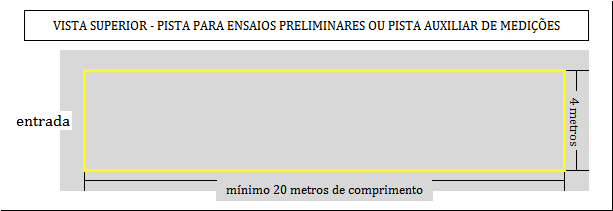 VISTA SUPERIOR - PISTA PARA ENSAIOS PRELIMINARES OU PISTA AUXILIAR DE MEDIÇÕES
entrada
4 metros
mínimo 20 metros de comprimento